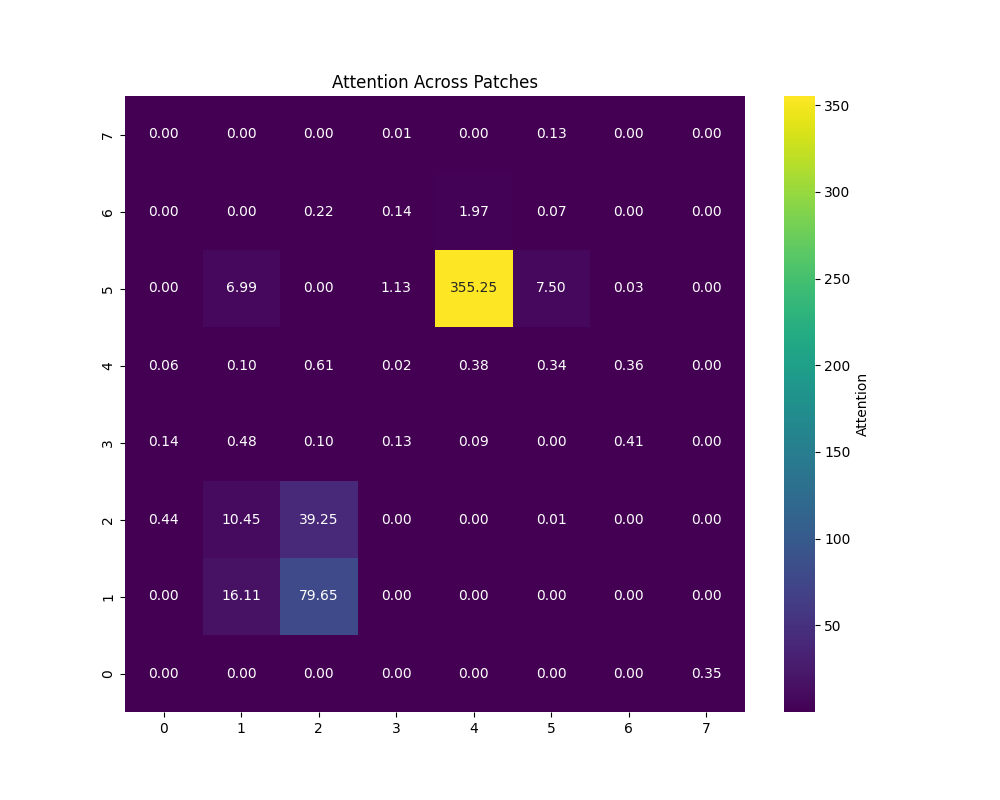 Attention Across Patches
7 0.00 0.00 0.00 0.01 0.00 0.13 0.00 0.00
6 0.00 0.00 0.22 0.14 1.97 0.07 0.00 0.00
5 0.00 6.99 0.00 1.13 355.25 7.50 0.03 0.00
4 0.06 0.10 0.61 0.02 0.38 0.34 0.36 0.00
3 0.14 0.48 0.10 0.13 0.09 0.00 0.41 0.00
2 0.44 10.45 39.25 0.00 0.00 0.01 0.00 0.00
1 0.00 16.11 79.65 0.00 0.00 0.00 0.00 0.00
0 0.00 0.00 0.00 0.00 0.00 0.00 0.00 0.35
0 1 2 3 4 5 6 7
350
300
250
200
150
100
50
Attention